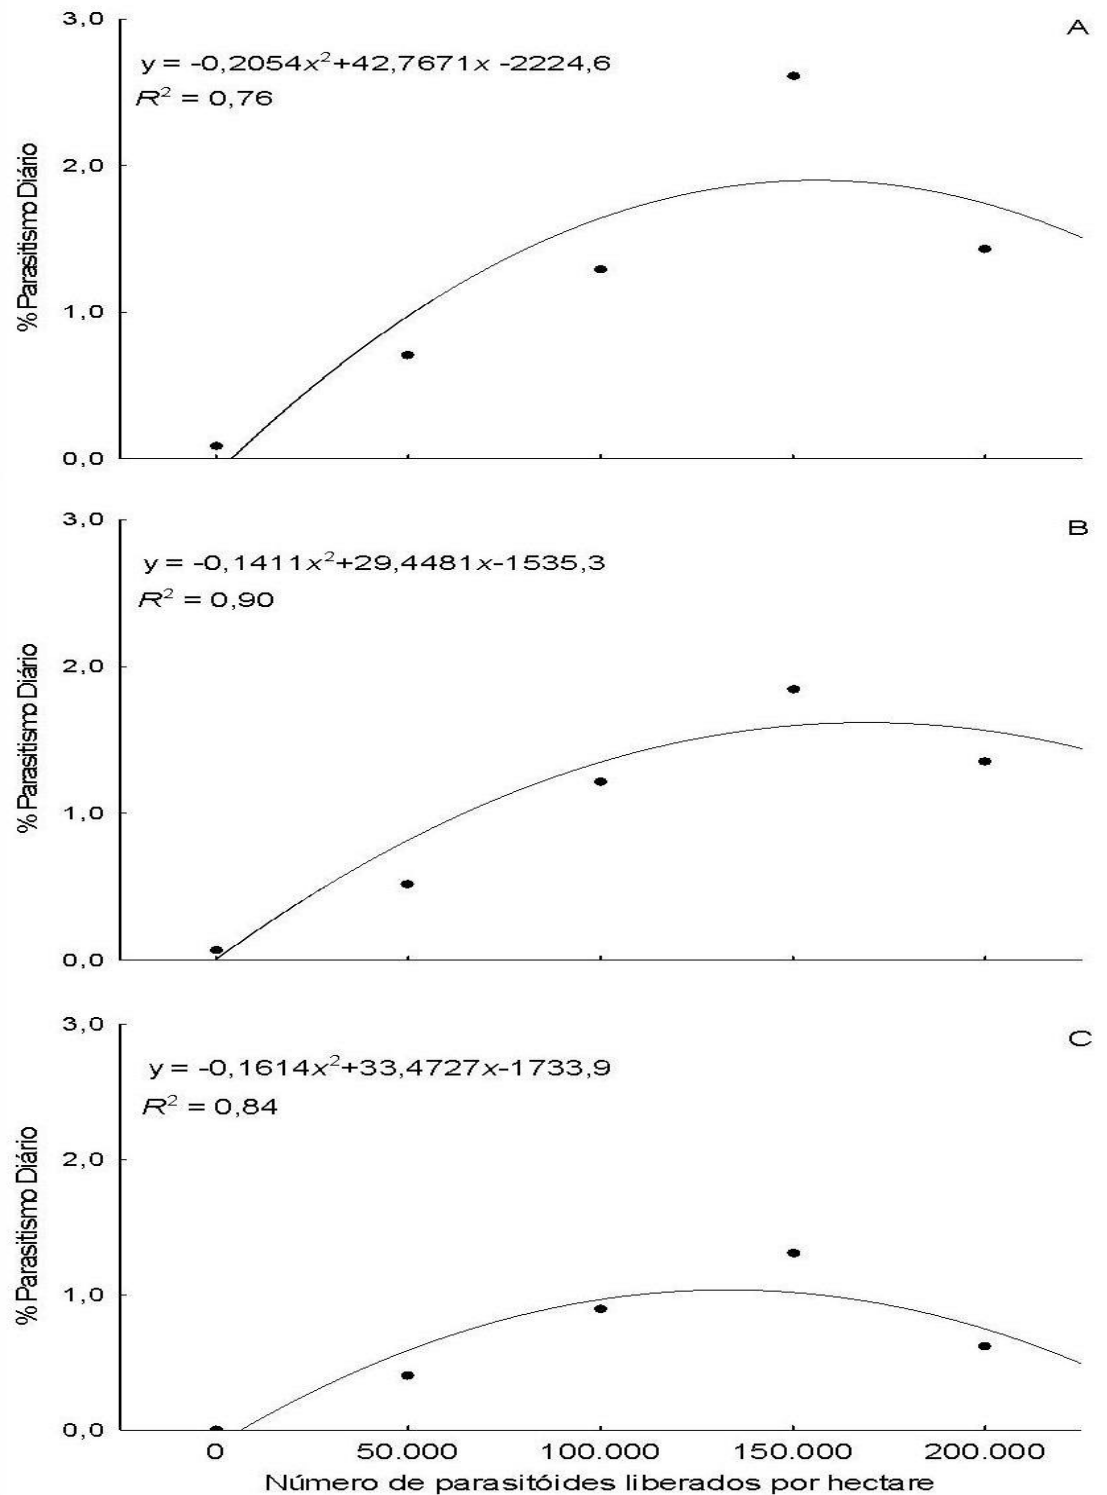 3,0
A
y = -0,2054x²+42,7671x -2224,6
R² = 0,76
2,0
1,0
0,0
% Parasitismo Diário
3,0
B
y = -0,1411x²+29,4481x-1535,3
R² = 0,90
2,0
1,0
0,0
% Parasitismo Diário
3,0
C
y = -0,1614x²+33,4727x-1733,9
R² = 0,84
2,0
1,0
0,0
% Parasitismo Diário
0 50.000 100.000 150.000 200.000
Número de parasitóides liberados por hectare